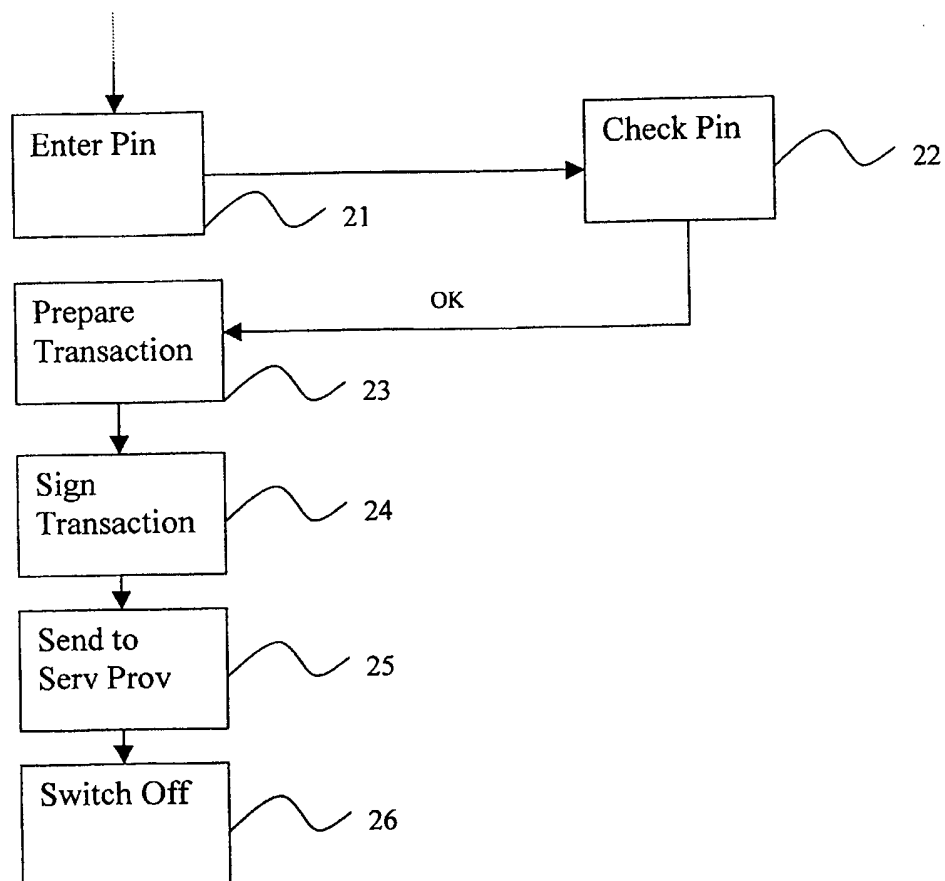 Enter Pin
21
Check Pin
22
OK
Prepare
Transaction
23
Sign
Transaction
24
Send to
Serv Prov
25
Switch Off
26